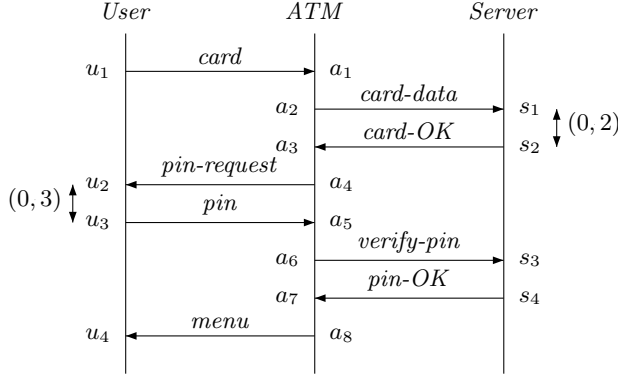 User ATM Server
u1 card a1
a2 card-data s1
(0, 2)
a3 card-OK s2
pin-request
u2 a4
(0, 3)
pin
u3 a5
verify-pin
a6 s3
pin-OK
a7 s4
menu
u4 a8